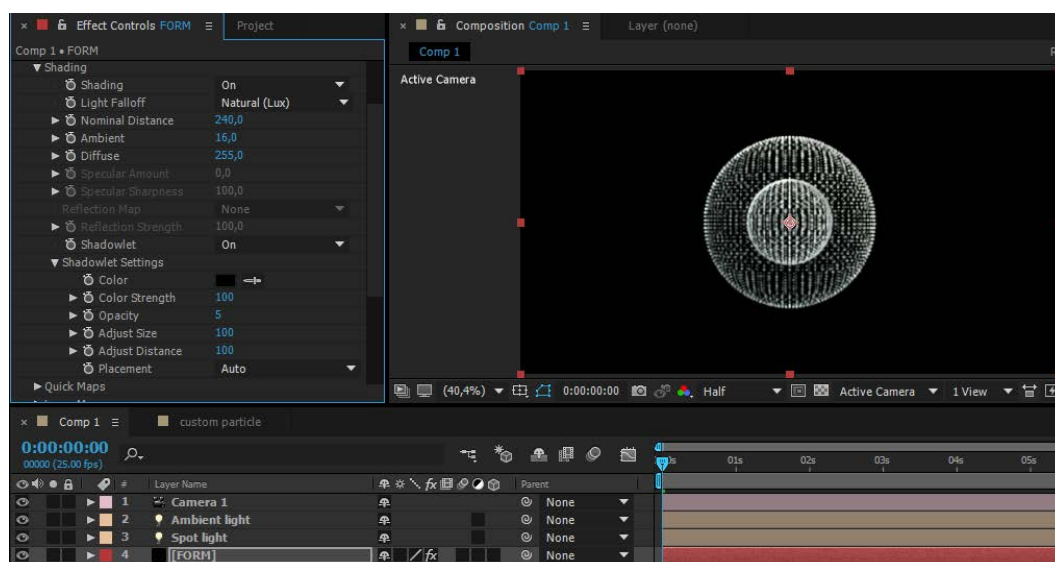 Effect Controls FORM
Project
Comp 1 • FORM
Shading
Shading On
Light Falloff Natural (Lux)
Nominal Distance 240,0
Ambient 16,0
Diffuse 255,0
Specular Amount 0,0
Specular Sharpness 100,0
Reflection Map None
Reflection Strength 100,0
Shadowlet On
Shadowlet Settings
Color
Color Strength 100
Opacity 5
Adjust Size 100
Adjust Distance 100
Placement Auto
Quick Maps
Composition Comp 1
Layer (none)
Comp 1
Active Camera
(40,4%) 0:00:00:00 Half Active Camera 1 View
Comp 1
custom particle
0:00:00:00
00000 (25.00 fps)
01s 02s 03s 04s 05s
# Layer Name Parent
1 Camera 1 None
2 Ambient light None
3 Spot light None
4 [FORM] fx None